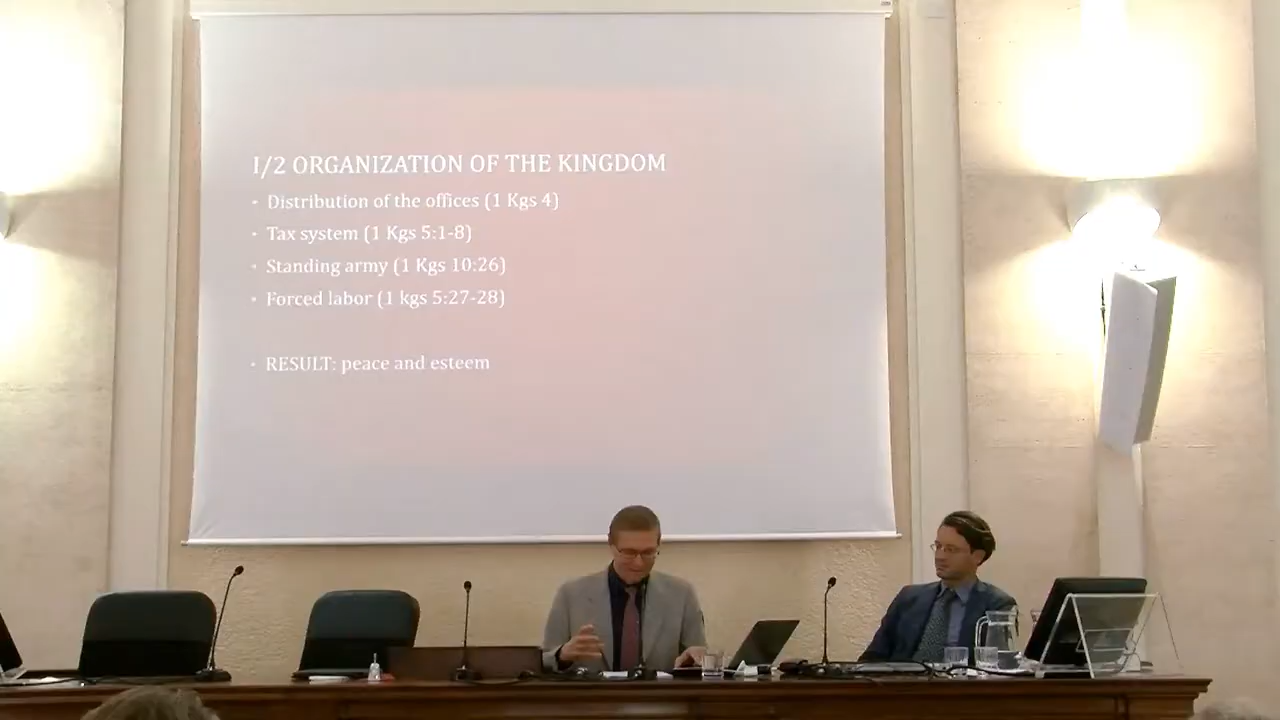 I/2 ORGANIZATION OF THE KINGDOM
• Distribution of the offices (1 Kgs 4)
• Tax system (1 Kgs 5:1-8)
• Standing army (1 Kgs 10:26)
• Forced labor (1 kgs 5:27-28)
• RESULT: peace and esteem